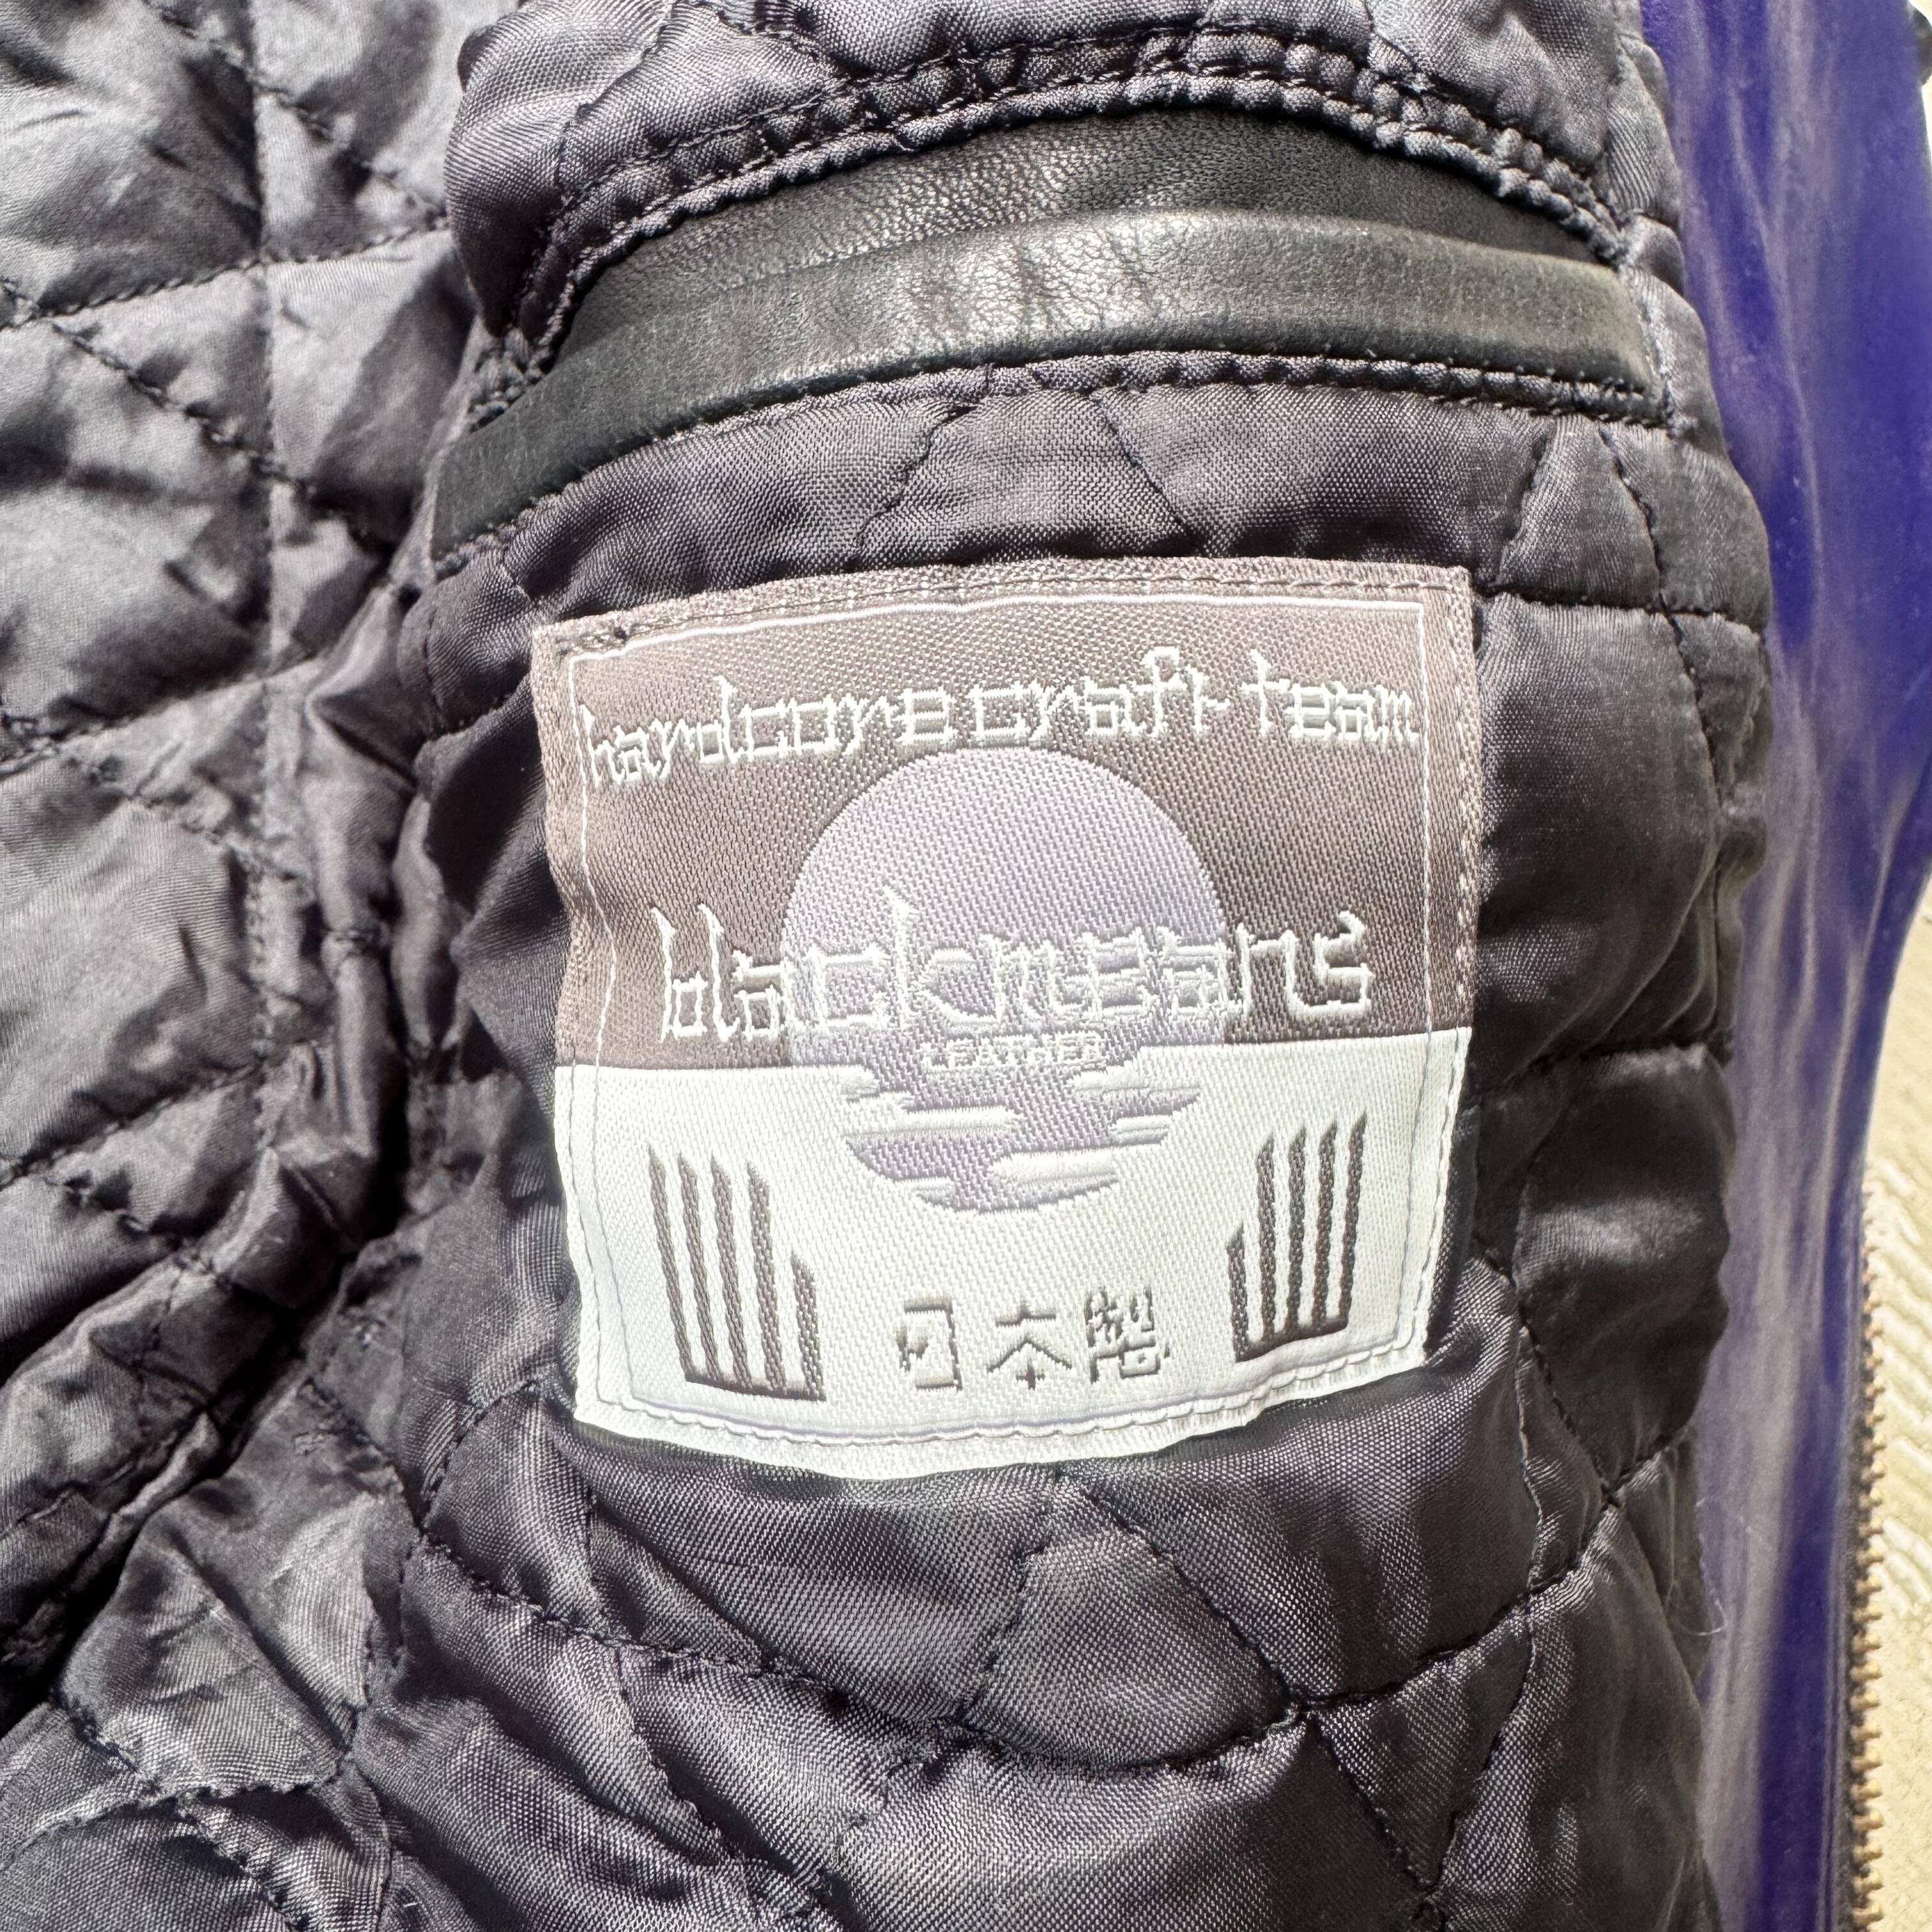 hardcore craft team
blackmeans
LEATHER
日本製